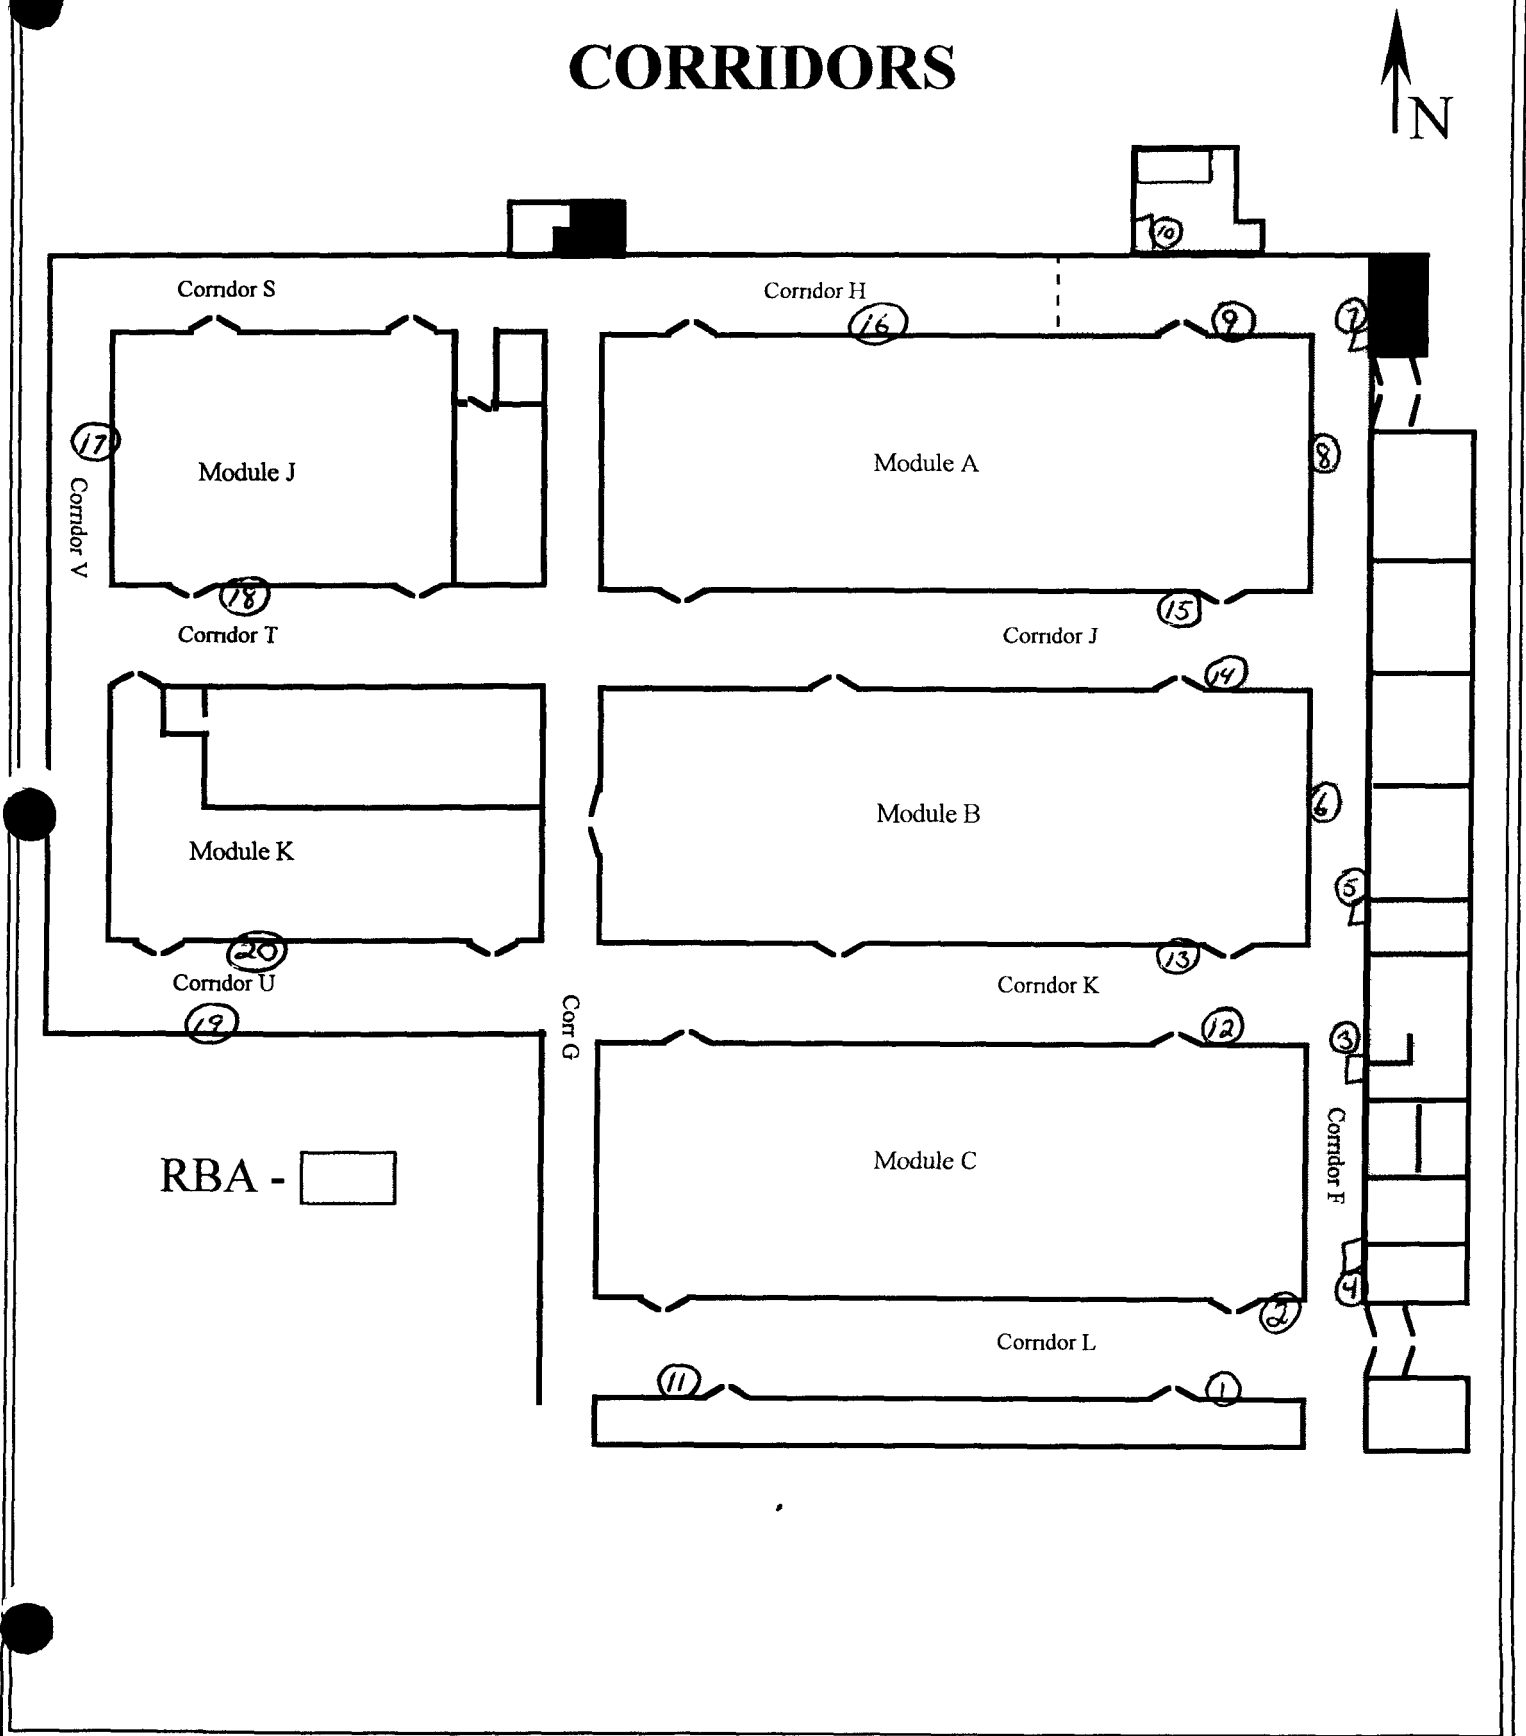 CORRIDORS
N
10
Corridor S
Corridor H
16
9
7
17
Module J
Module A
8
Corridor V
18
15
Corridor T
Corridor J
14
Module B
6
Module K
5
20
13
Corridor U
Corridor K
19
Corr G
12
3
Module C
Corridor F
RBA -
4
2
Corridor L
11
1